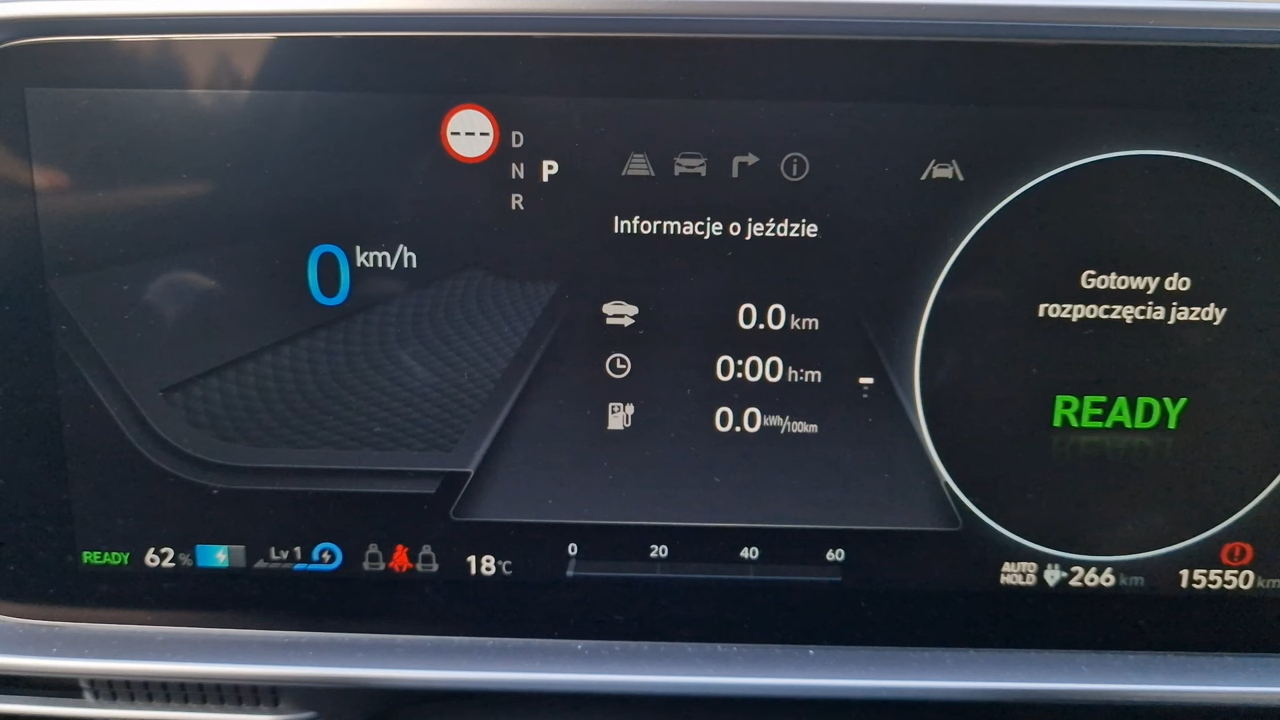 ---
D
N P
R
0 km/h
Informacje o jeździe
0.0 km
0:00 h:m
0.0 kWh/100km
Gotowy do
rozpoczęcia jazdy
READY
READY 62 % Lv 1 18°C
0 20 40 60
AUTO
HOLD
266 km
15550 km